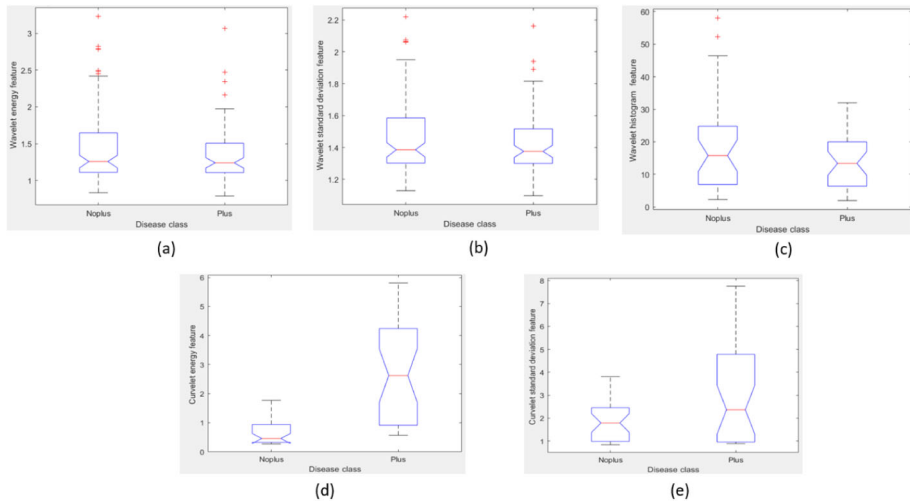 3
2.5
2
1.5
1
Wavelet energy feature
Noplus
Plus
Disease class
(a)
2.2
2
1.8
1.6
1.4
1.2
Wavelet standard deviation feature
Noplus
Plus
Disease class
(b)
60
50
40
30
20
10
0
Wavelet histogram feature
Noplus
Plus
Disease class
(c)
6
5
4
3
2
1
0
Curvelet energy feature
Noplus
Plus
Disease class
(d)
8
7
6
5
4
3
2
1
Curvelet standard deviation feature
Noplus
Plus
Disease class
(e)